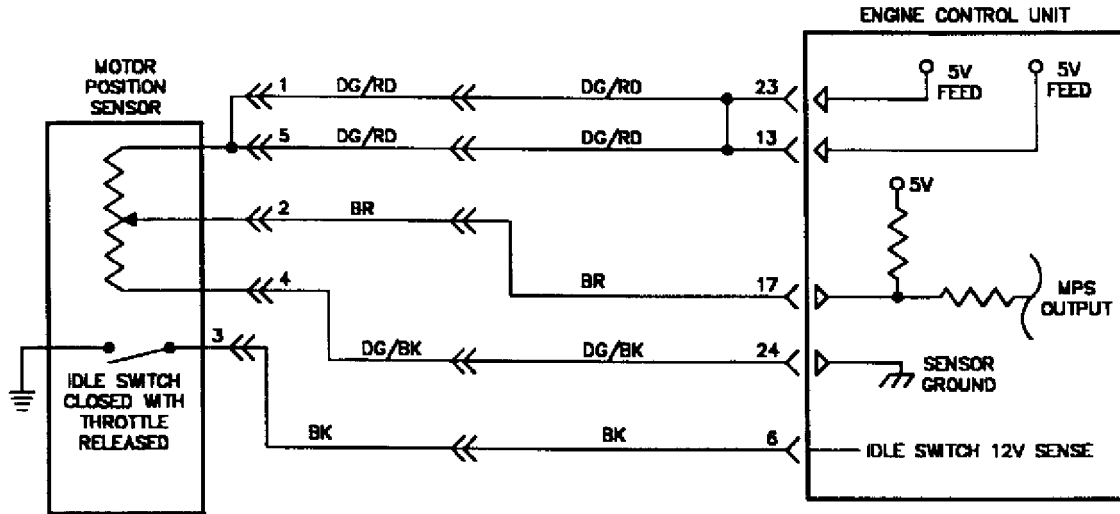 ENGINE CONTROL UNIT
MOTOR
POSITION
SENSOR
1
DG/RD
DG/RD
23
5V
FEED
5V
FEED
5
DG/RD
DG/RD
13
5V
2
BR
BR
17
MPS
OUTPUT
4
DG/BK
DG/BK
24
SENSOR
GROUND
3
IDLE SWITCH
CLOSED WITH
THROTTLE
RELEASED
BK
BK
6
IDLE SWITCH 12V SENSE